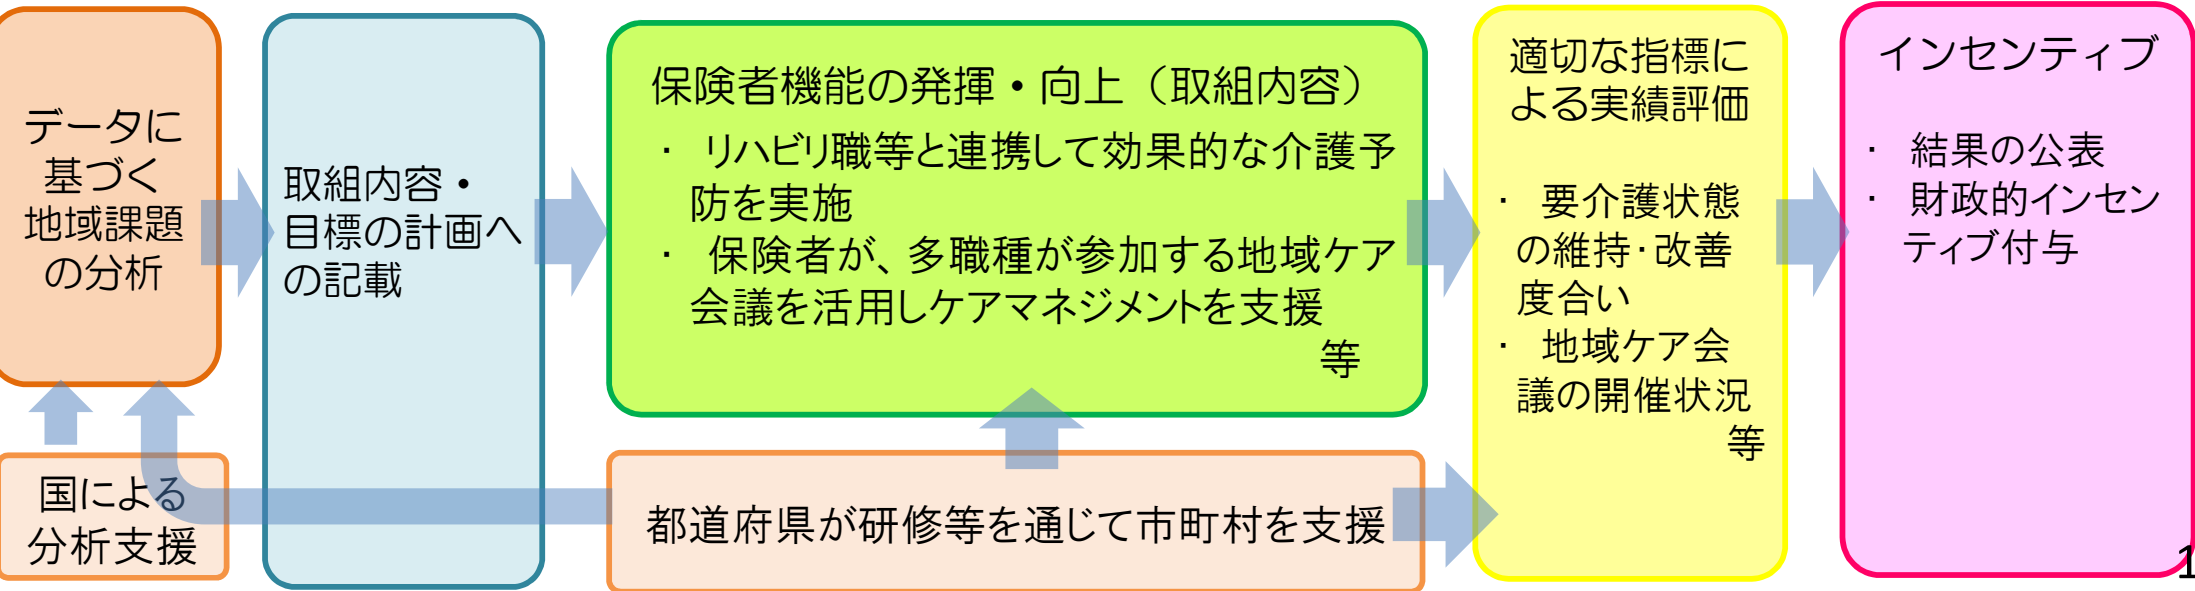 データに
基づく
地域課題
の分析
国による
分析支援
取組内容・
目標の計画へ
の記載
保険者機能の発揮・向上（取組内容）
・ リハビリ職等と連携して効果的な介護予
防を実施
・ 保険者が、多職種が参加する地域ケア
会議を活用しケアマネジメントを支援
等
都道府県が研修等を通じて市町村を支援
適切な指標に
よる実績評価
・ 要介護状態
の維持・改善
度合い
・ 地域ケア会
議の開催状況
等
インセンティブ
・ 結果の公表
・ 財政的インセン
ティブ付与
1